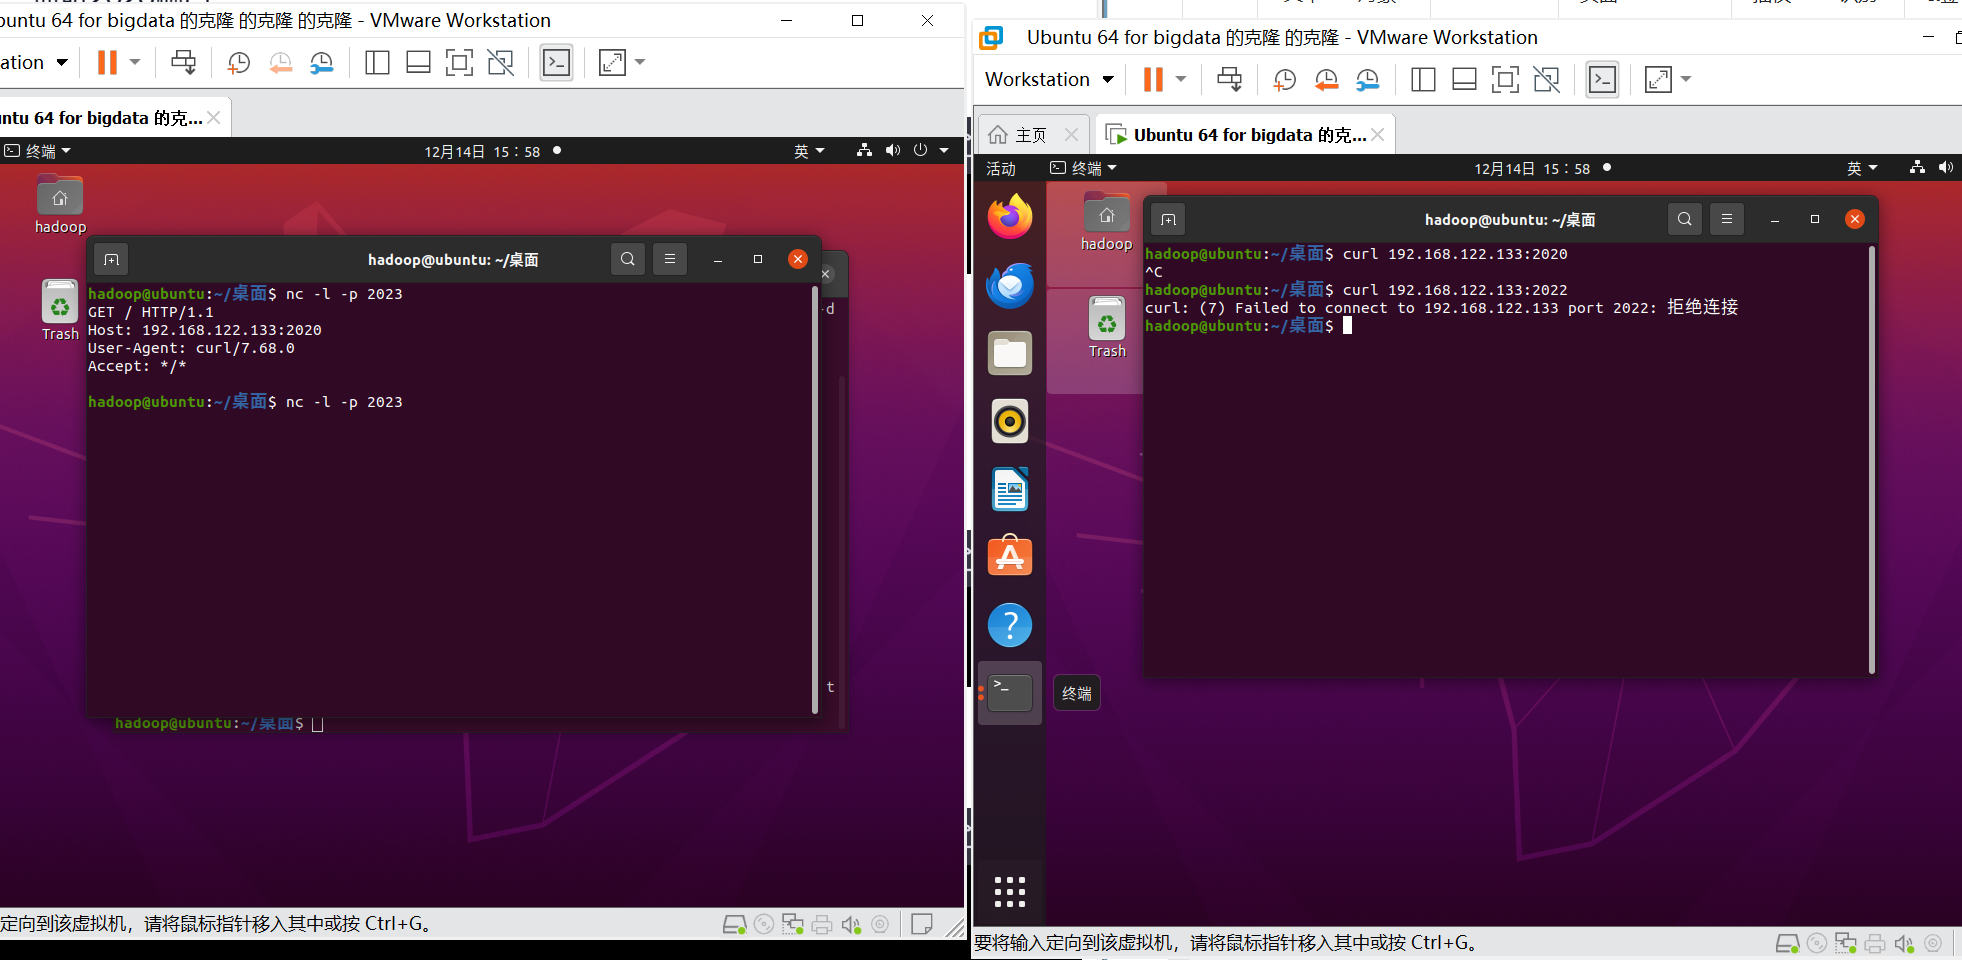 buntu 64 for bigdata 的克隆 的克隆 的克隆 - VMware Workstation
ation
untu 64 for bigdata 的克...
终端
12月14日 15：58
英
hadoop
Trash
hadoop@ubuntu: ~/桌面
hadoop@ubuntu:~/桌面$ nc -l -p 2023
GET / HTTP/1.1
Host: 192.168.122.133:2020
User-Agent: curl/7.68.0
Accept: */*
hadoop@ubuntu:~/桌面$ nc -l -p 2023
-d
t
hadoop@ubuntu:~/桌面$
定向到该虚拟机，请将鼠标指针移入其中或按 Ctrl+G。
Ubuntu 64 for bigdata 的克隆 的克隆 - VMware Workstation
Workstation
主页
Ubuntu 64 for bigdata 的克...
活动
终端
12月14日 15：58
英
hadoop
Trash
hadoop@ubuntu: ~/桌面
hadoop@ubuntu:~/桌面$ curl 192.168.122.133:2020
^C
hadoop@ubuntu:~/桌面$ curl 192.168.122.133:2022
curl: (7) Failed to connect to 192.168.122.133 port 2022: 拒绝连接
hadoop@ubuntu:~/桌面$
终端
要将输入定向到该虚拟机，请将鼠标指针移入其中或按 Ctrl+G。